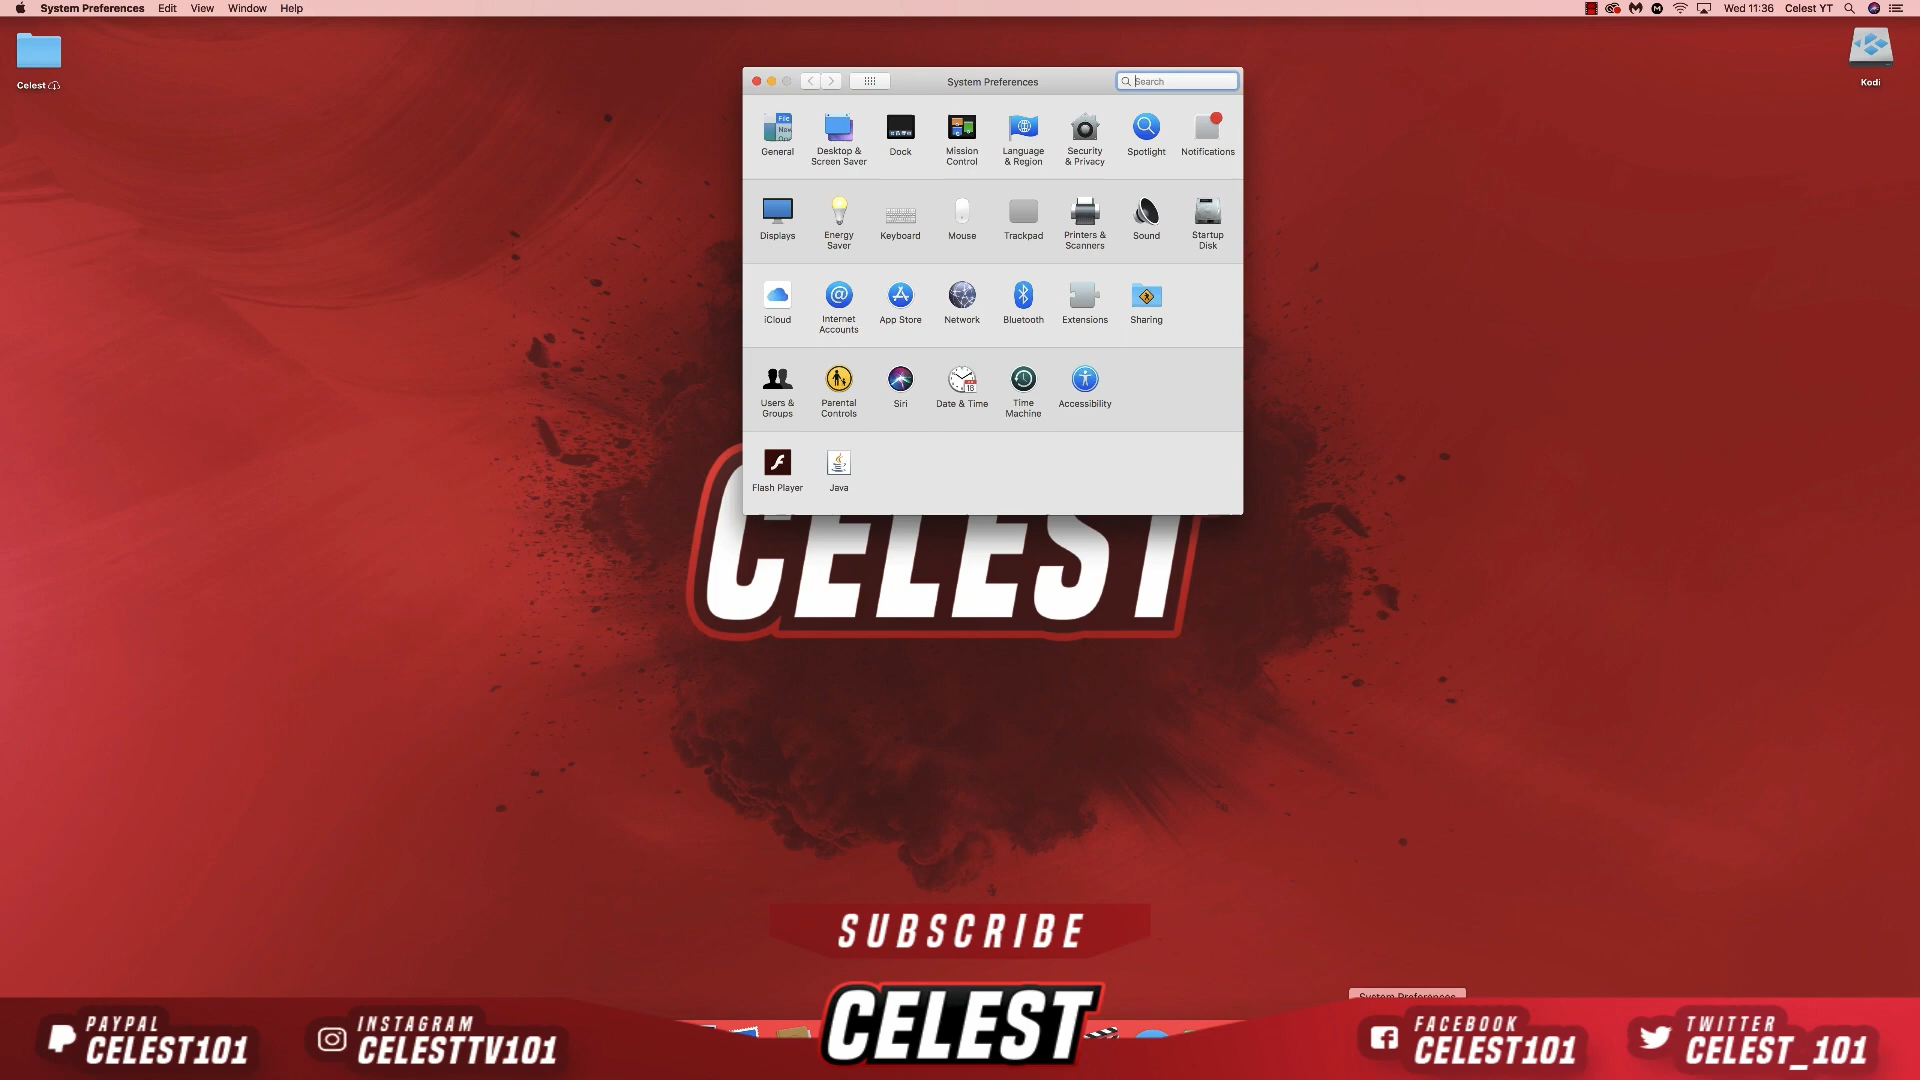 System Preferences Edit View Window Help
Wed 11:36 Celest YT
Celest
Kodi
System Preferences
Search
General
Desktop &
Screen Saver
Dock
Mission
Control
Language
& Region
Security
& Privacy
Spotlight
Notifications
Displays
Energy
Saver
Keyboard
Mouse
Trackpad
Printers &
Scanners
Sound
Startup
Disk
iCloud
Internet
Accounts
App Store
Network
Bluetooth
Extensions
Sharing
Users &
Groups
Parental
Controls
Siri
Date & Time
Time
Machine
Accessibility
Flash Player
Java
CELEST
SUBSCRIBE
CELEST
System Preferences
PAYPAL
CELEST101
INSTAGRAM
CELESTTV101
FACEBOOK
CELEST101
TWITTER
CELEST_101